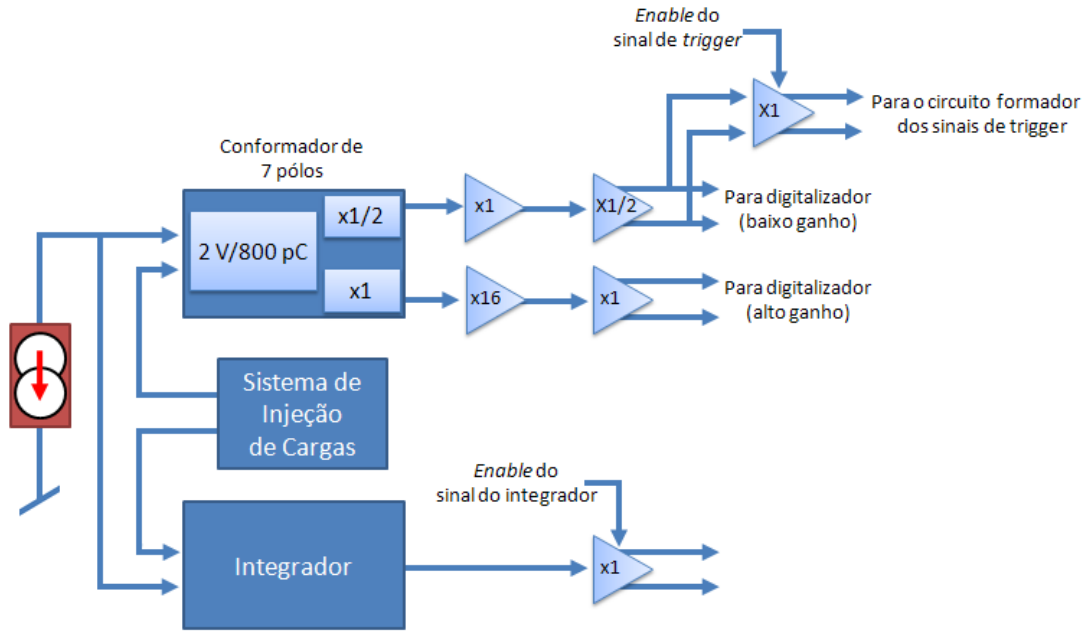 Enable do
sinal de trigger
X1
Para o circuito formador
dos sinais de trigger
Conformador de
7 pólos
2 V/800 pC
x1/2
x1
x1
X1/2
Para digitalizador
(baixo ganho)
x16
x1
Para digitalizador
(alto ganho)
Sistema de
Injeção
de Cargas
Enable do
sinal do integrador
Integrador
x1